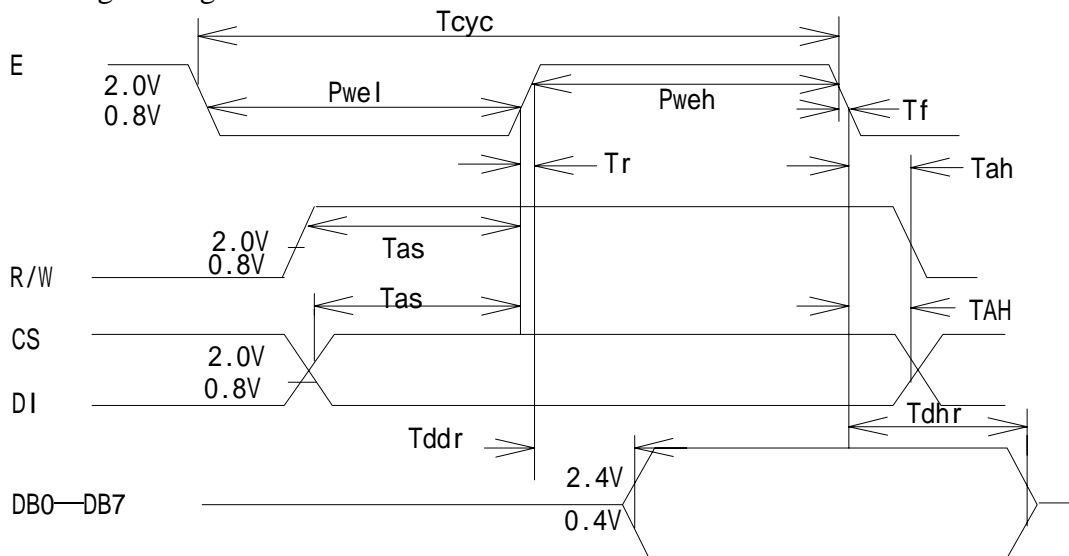 Tcyc
E
2.0V
0.8V
Pwel
Pweh
Tf
Tr
Tah
2.0V
0.8V
Tas
R/W
Tas
TAH
CS
2.0V
0.8V
DI
Tdhr
Tddr
2.4V
DB0—DB7
0.4V